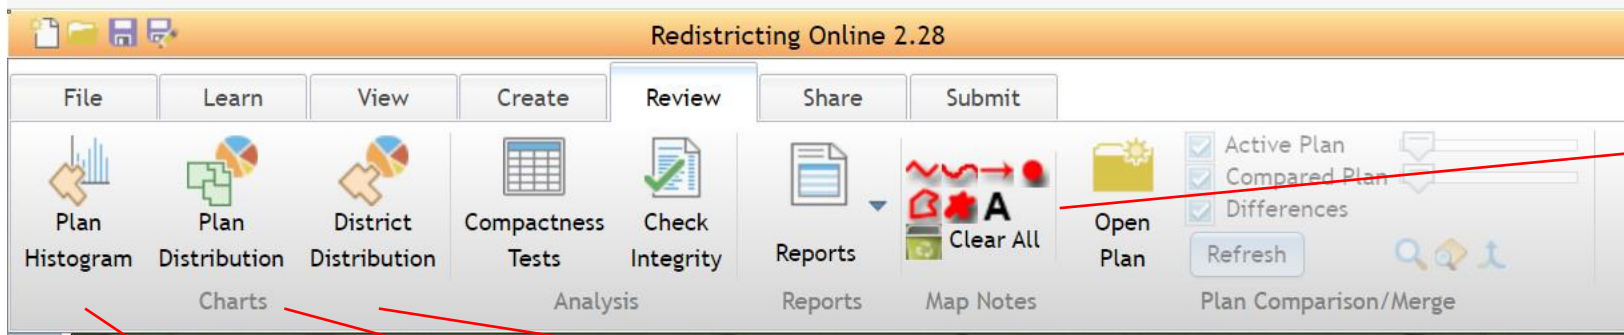 Redistricting Online 2.28
File Learn View Create Review Share Submit
Plan Histogram
Plan Distribution
District Distribution
Charts
Compactness Tests
Check Integrity
Analysis
Reports
Reports
A
Clear All
Map Notes
Open Plan
Active Plan
Compared Plan
Differences
Refresh
Plan Comparison/Merge